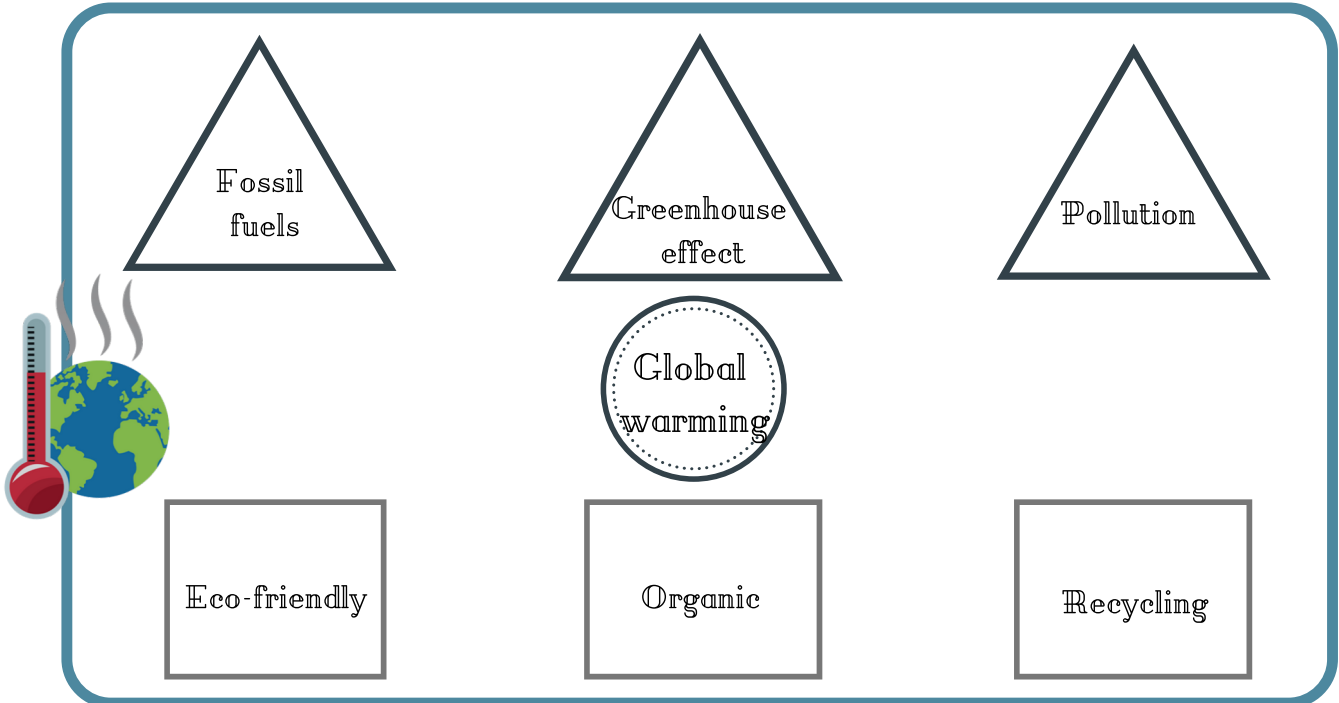 Fossil
fuels
Greenhouse
effect
Pollution
Global
warming
Eco-friendly
Organic
Recycling